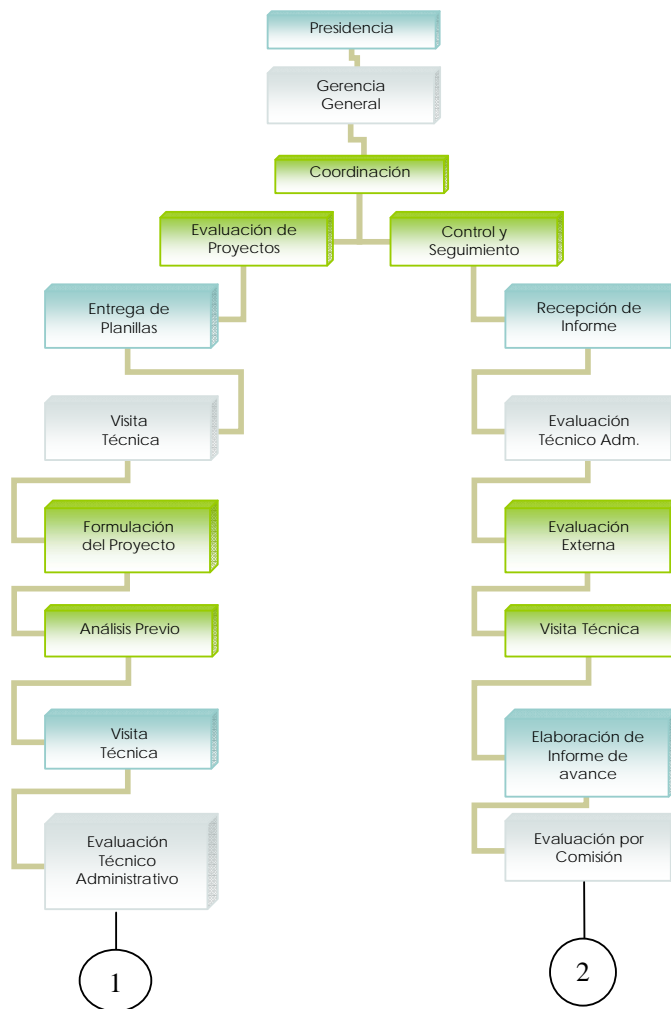 Presidencia
Gerencia
General
Coordinación
Evaluación de
Proyectos
Control y
Seguimiento
Entrega de
Planillas
Visita
Técnica
Formulación
del Proyecto
Análisis Previo
Visita
Técnica
Evaluación
Técnico
Administrativo
1
Recepción de
Informe
Evaluación
Técnico Adm.
Evaluación
Externa
Visita Técnica
Elaboración de
Informe de
avance
Evaluación por
Comisión
2